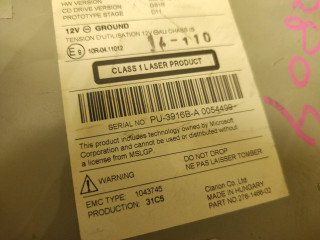 HW VERSION
CD DRIVE VERSION
PROTOTYPE STAGE
12V ⊖ GROUND
TENSION D'UTILISATION 12V
10R-04.11012
14-110
CLASS 1 LASER PRODUCT
SERIAL NO. PU-3916B-A 0054499
This product includes technology owned by Microsoft
Corporation and cannot be used or distributed without
a license from MSLGP
WARNING
DO NOT DROP
NE PAS LAISSER TOMBER
EMC TYPE: 1043745
PRODUCTION: 31C5
Clarion Co., Ltd
MADE IN HUNGARY
PART NO: 276-1486-02